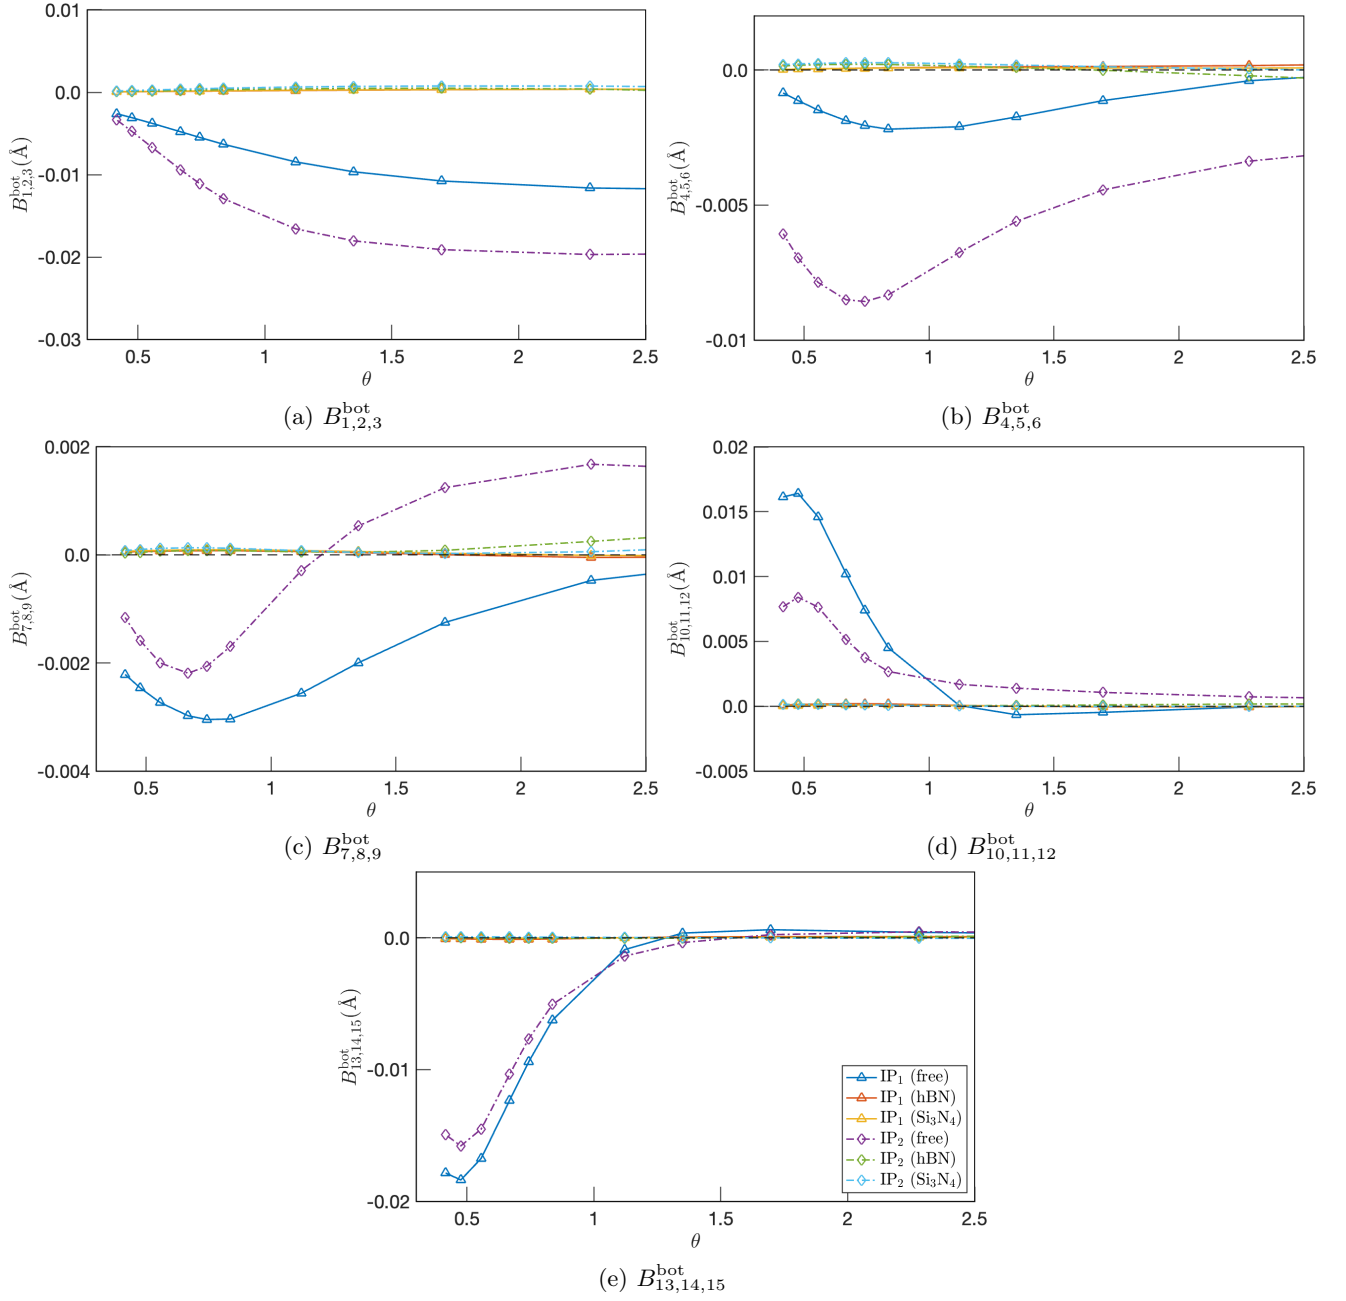 0.01
0.0
-0.01
-0.02
-0.03
0.5 1 1.5 2 2.5
θ
B^bot_1,2,3(Å)
(a) B^bot_1,2,3
0.0
-0.005
-0.01
0.5 1 1.5 2 2.5
θ
B^bot_4,5,6(Å)
(b) B^bot_4,5,6
0.002
0.0
-0.002
-0.004
0.5 1 1.5 2 2.5
θ
B^bot_7,8,9(Å)
(c) B^bot_7,8,9
0.02
0.015
0.01
0.005
0.0
-0.005
0.5 1 1.5 2 2.5
θ
B^bot_10,11,12(Å)
(d) B^bot_10,11,12
0.0
-0.01
-0.02
0.5 1 1.5 2 2.5
θ
B^bot_13,14,15(Å)
IP₁ (free)
IP₁ (hBN)
IP₁ (Si₃N₄)
IP₂ (free)
IP₂ (hBN)
IP₂ (Si₃N₄)
(e) B^bot_13,14,15